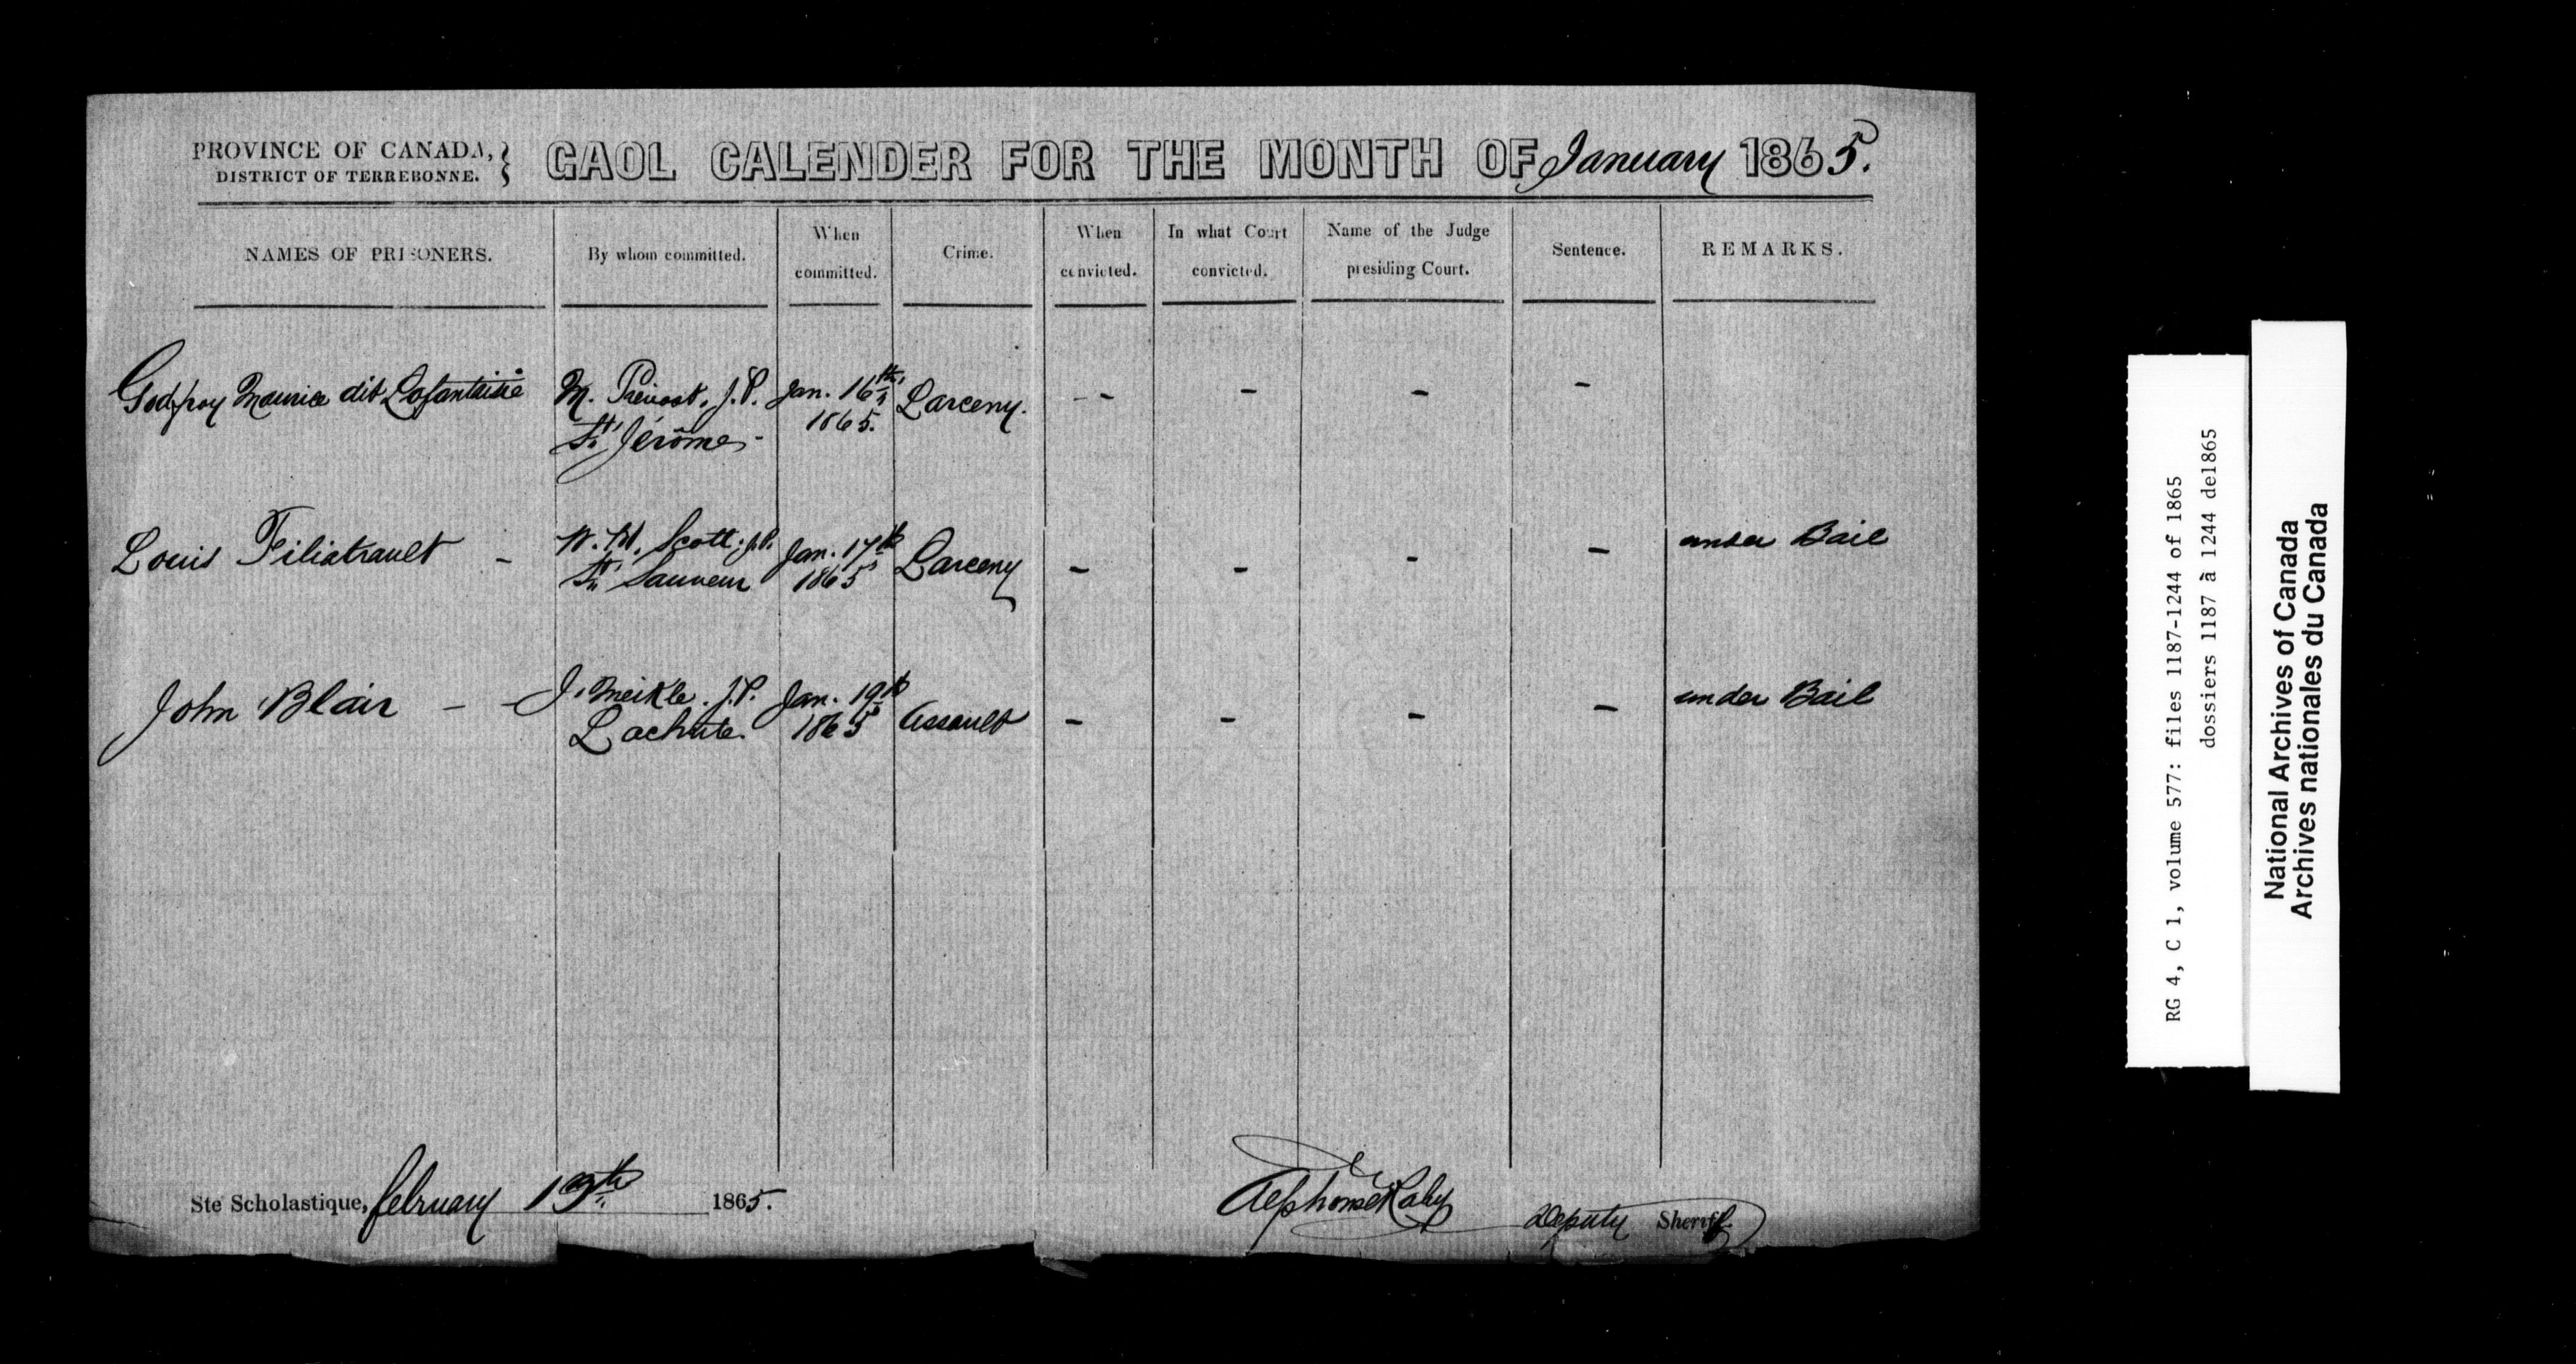 PROVINCE OF CANADA,
DISTRICT OF TERREBONNE.
GAOL CALENDER FOR THE MONTH OF January 1865.
NAMES OF PRISONERS.
By whom committed.
When committed.
Crime.
When convicted.
In what Court convicted.
Name of the Judge presiding Court.
Sentence.
REMARKS.
Godfroy Maurice dit Lafantaisie
M. Prévost, J.P.
St Jérôme -
Jan. 16th,
1865.
Larceny.
- -
-
-
-
Louis Filiatrault -
W. H. Scott. J.P.
St Sauveur
Jan. 17th
1865
Larceny
-
-
-
-
under Bail
John Blair - -
J. Meikle. J.P.
Lachute.
Jan. 19th
1865
Assault
-
-
-
-
under Bail
Ste Scholastique, february 1865.
Alphonse Raby
Deputy Sheriff.
RG 4, C 1, volume 577: files 1187-1244 of 1865
dossiers 1187 à 1244 de1865
National Archives of Canada
Archives nationales du Canada